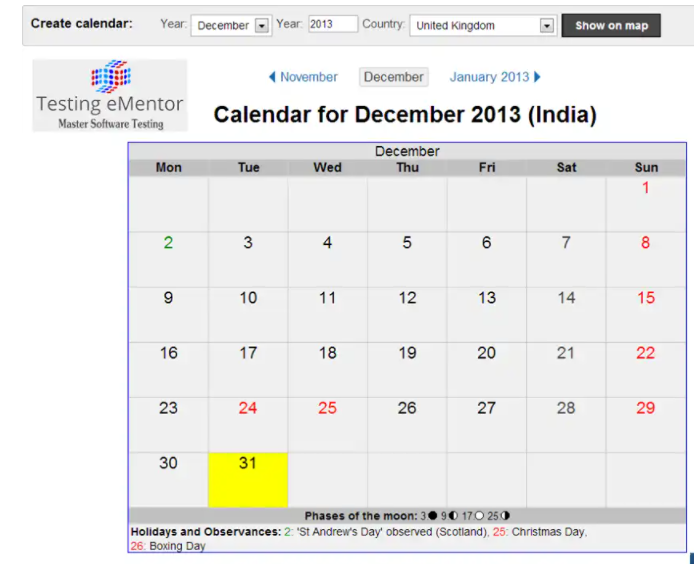 Create calendar: Year: December Year: 2013 Country: United Kingdom Show on map
November December January 2013
Testing eMentor
Master Software Testing
Calendar for December 2013 (India)
December
Mon Tue Wed Thu Fri Sat Sun
1
2 3 4 5 6 7 8
9 10 11 12 13 14 15
16 17 18 19 20 21 22
23 24 25 26 27 28 29
30 31
Phases of the moon: 3 9 17 25
Holidays and Observances: 2: 'St Andrew's Day' observed (Scotland), 25: Christmas Day,
26: Boxing Day